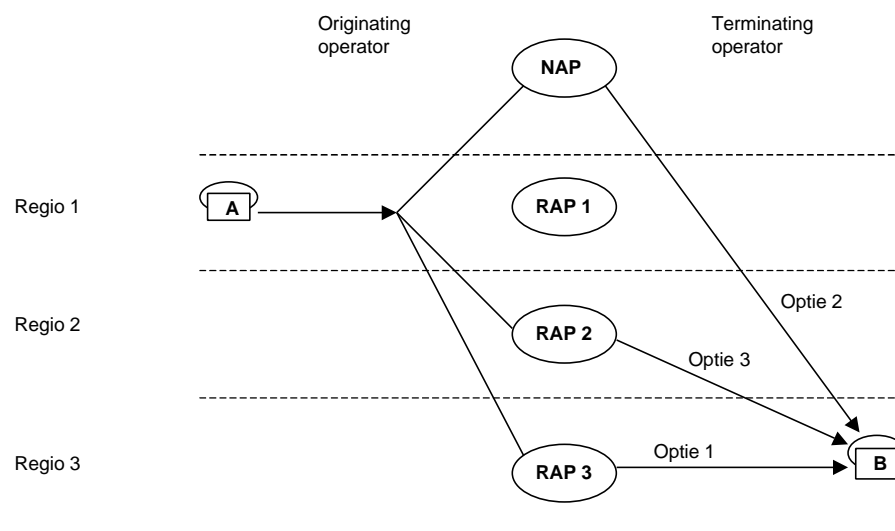 Originating
operator
Terminating
operator
NAP
Regio 1
A
RAP 1
Optie 2
Regio 2
RAP 2
Optie 3
Regio 3
RAP 3
Optie 1
B